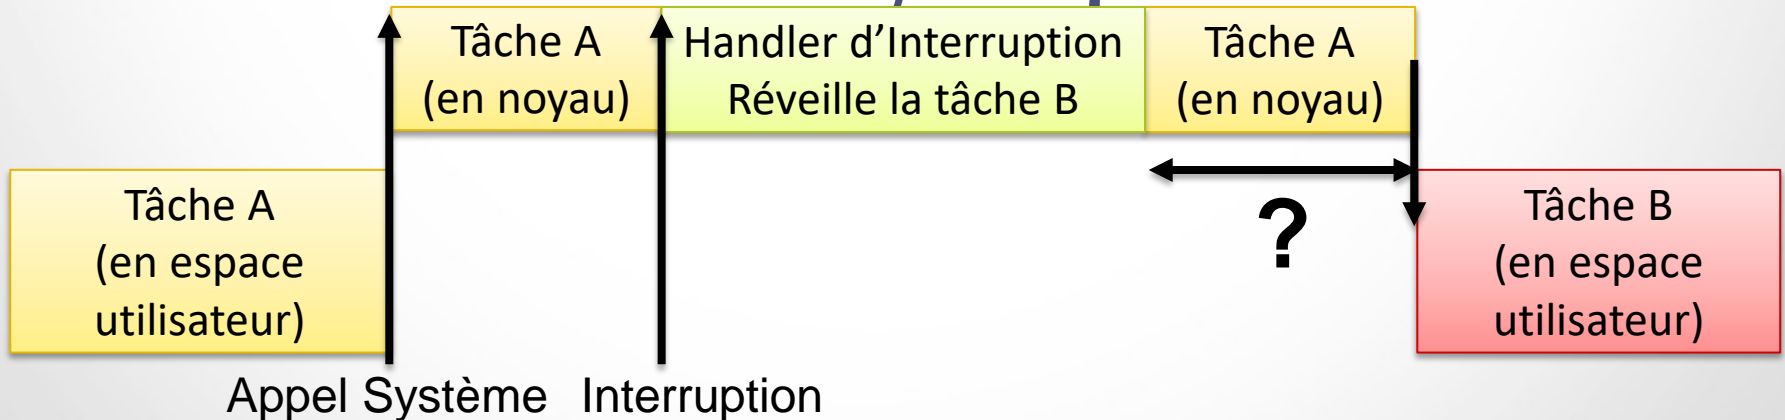 Tâche A
(en noyau)
Handler d’Interruption
Réveille la tâche B
Tâche A
(en noyau)
Tâche A
(en espace
utilisateur)
?
Tâche B
(en espace
utilisateur)
Appel Système
Interruption